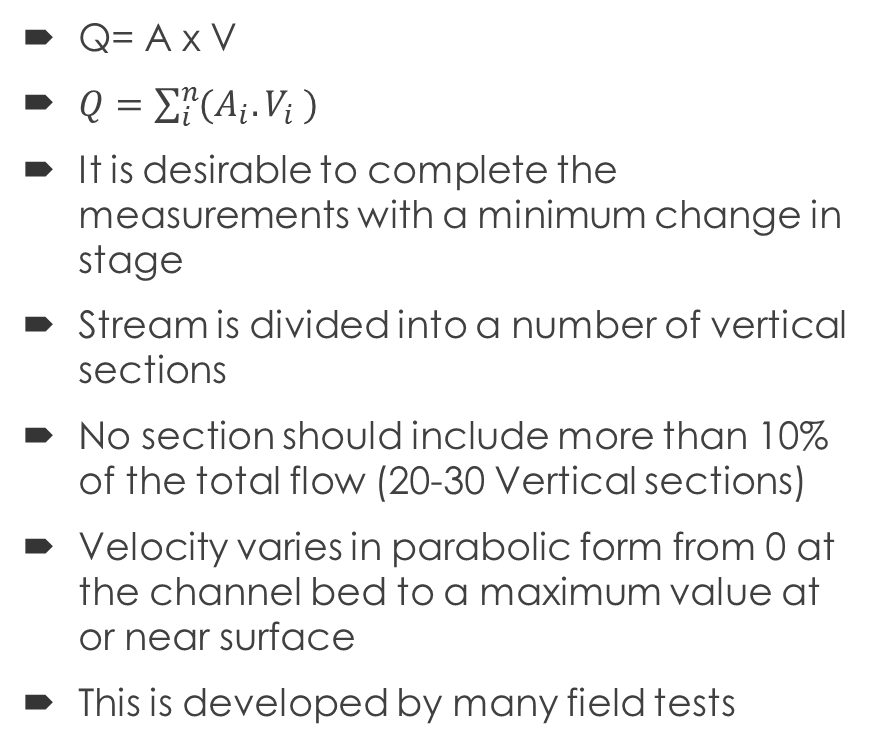 Q= A x V
Q = ∑ᵢⁿ(Aᵢ.Vᵢ )
It is desirable to complete the
measurements with a minimum change in
stage
Stream is divided into a number of vertical
sections
No section should include more than 10%
of the total flow (20-30 Vertical sections)
Velocity varies in parabolic form from 0 at
the channel bed to a maximum value at
or near surface
This is developed by many field tests